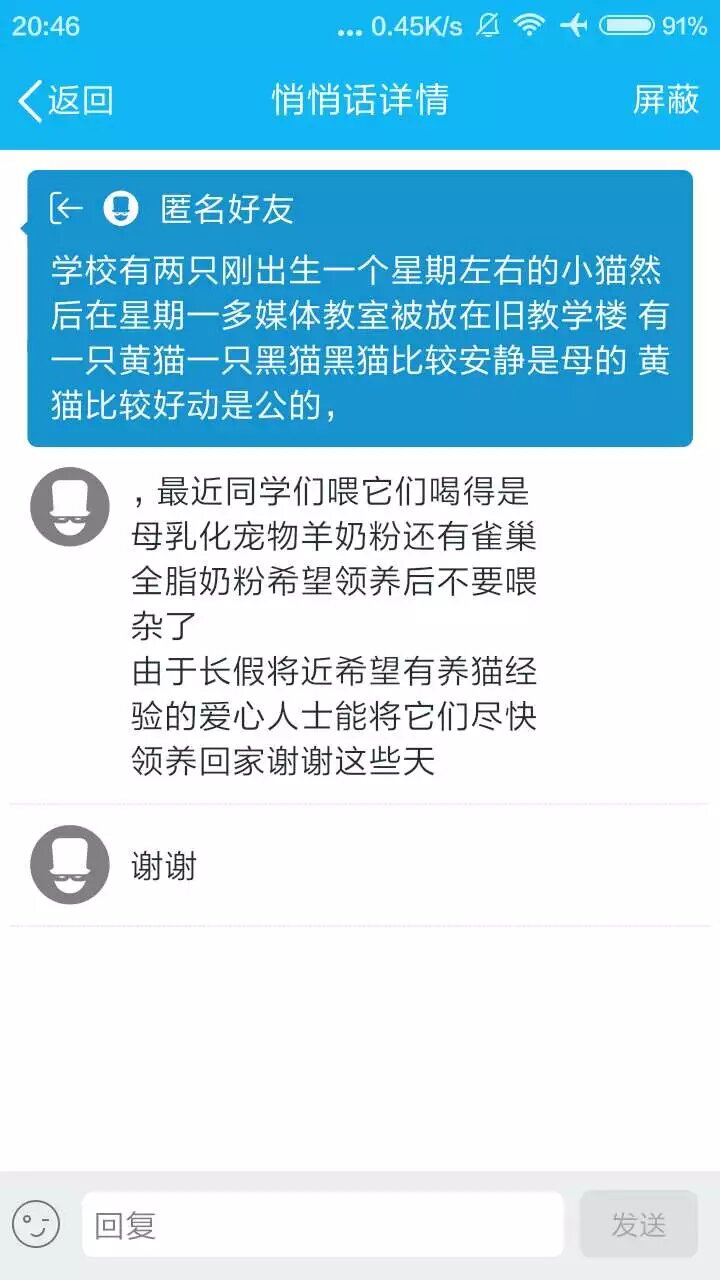 20:46
... 0.45K/s
91%
返回
悄悄话详情
屏蔽
匿名好友
学校有两只刚出生一个星期左右的小猫然
后在星期一多媒体教室被放在旧教学楼 有
一只黄猫一只黑猫黑猫比较安静是母的 黄
猫比较好动是公的，
，最近同学们喂它们喝得是
母乳化宠物羊奶粉还有雀巢
全脂奶粉希望领养后不要喂
杂了
由于长假将近希望有养猫经
验的爱心人士能将它们尽快
领养回家谢谢这些天
谢谢
回复
发送